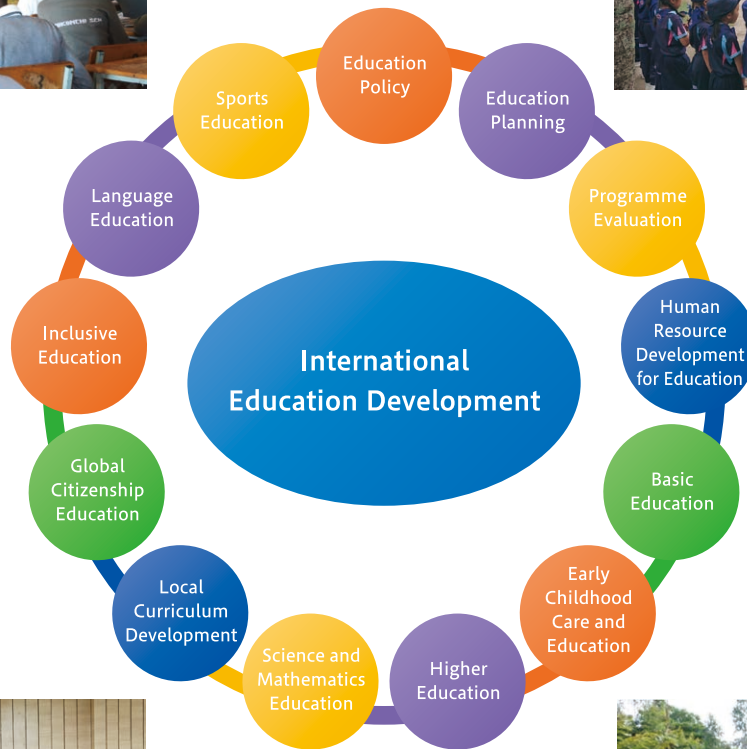 Education
Policy
Education
Planning
Programme
Evaluation
Human
Resource
Development
for Education
Basic
Education
Early
Childhood
Care and
Education
Higher
Education
Science and
Mathematics
Education
Local
Curriculum
Development
Global
Citizenship
Education
Inclusive
Education
Language
Education
Sports
Education
International
Education Development